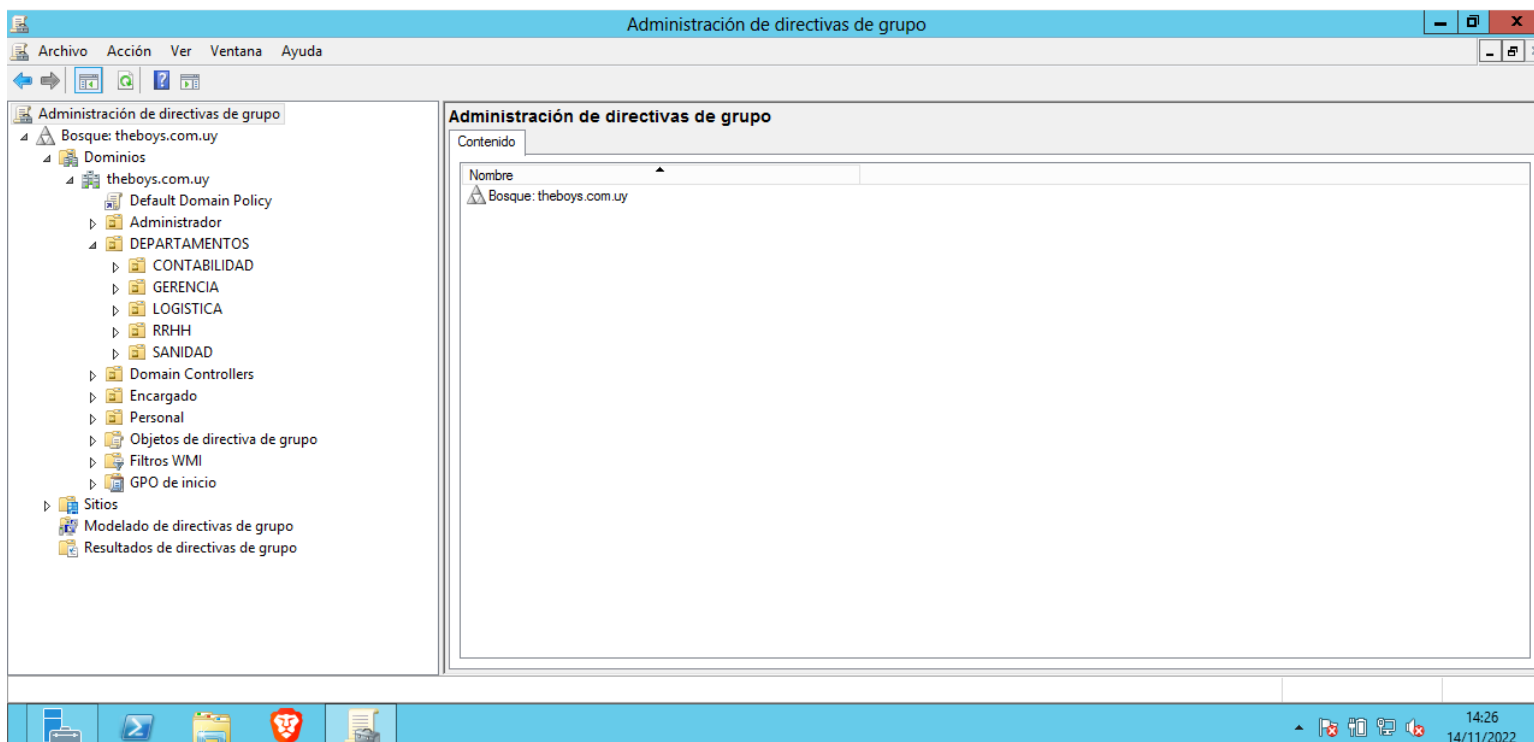 Administración de directivas de grupo
Archivo Acción Ver Ventana Ayuda
Administración de directivas de grupo
Bosque: theboys.com.uy
Dominios
theboys.com.uy
Default Domain Policy
Administrador
DEPARTAMENTOS
CONTABILIDAD
GERENCIA
LOGISTICA
RRHH
SANIDAD
Domain Controllers
Encargado
Personal
Objetos de directiva de grupo
Filtros WMI
GPO de inicio
Sitios
Modelado de directivas de grupo
Resultados de directivas de grupo
Administración de directivas de grupo
Contenido
Nombre
Bosque: theboys.com.uy
14:26
14/11/2022